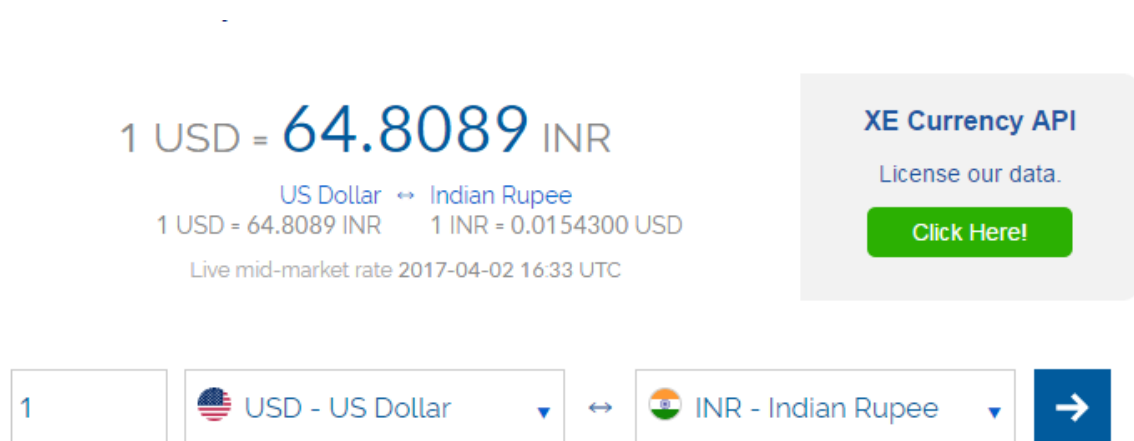 1 USD = 64.8089 INR
US Dollar ↔ Indian Rupee
1 USD = 64.8089 INR 1 INR = 0.0154300 USD
Live mid-market rate 2017-04-02 16:33 UTC
XE Currency API
License our data.
Click Here!
1 USD - US Dollar ↔ INR - Indian Rupee